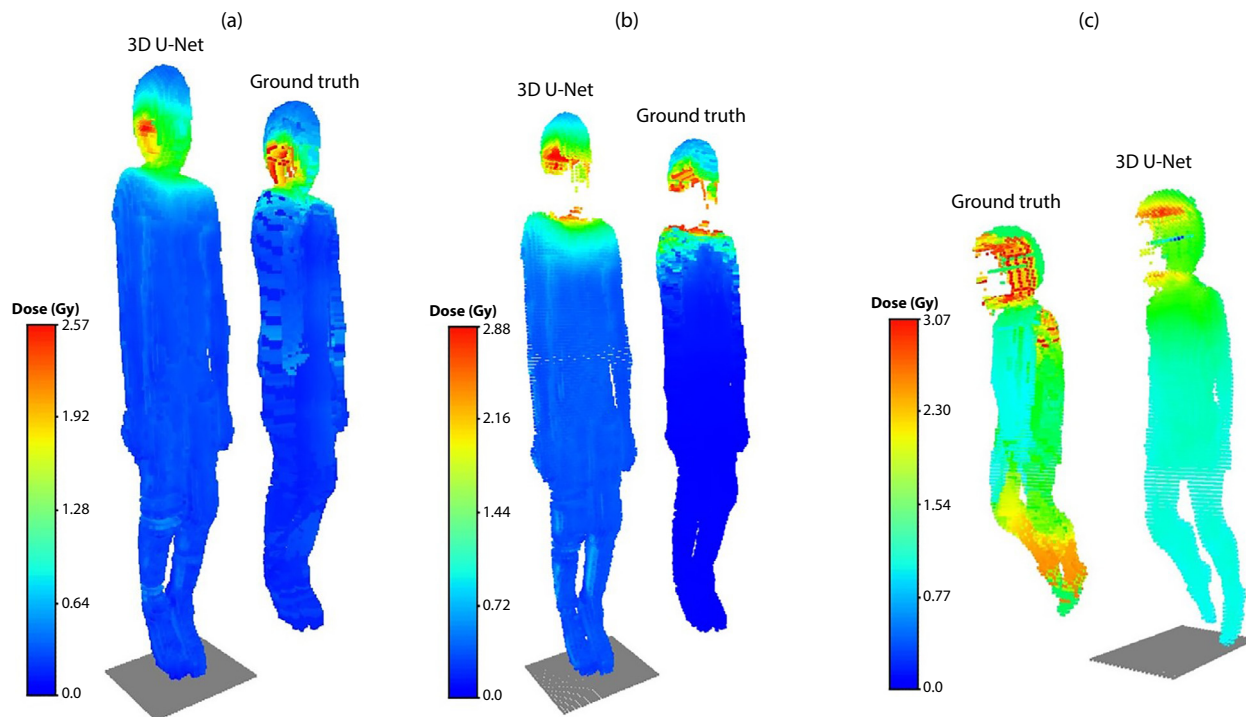 (a)
3D U-Net
Ground truth
Dose (Gy)
2.57
1.92
1.28
0.64
0.0
(b)
3D U-Net
Ground truth
Dose (Gy)
2.88
2.16
1.44
0.72
0.0
(c)
3D U-Net
Ground truth
Dose (Gy)
3.07
2.30
1.54
0.77
0.0